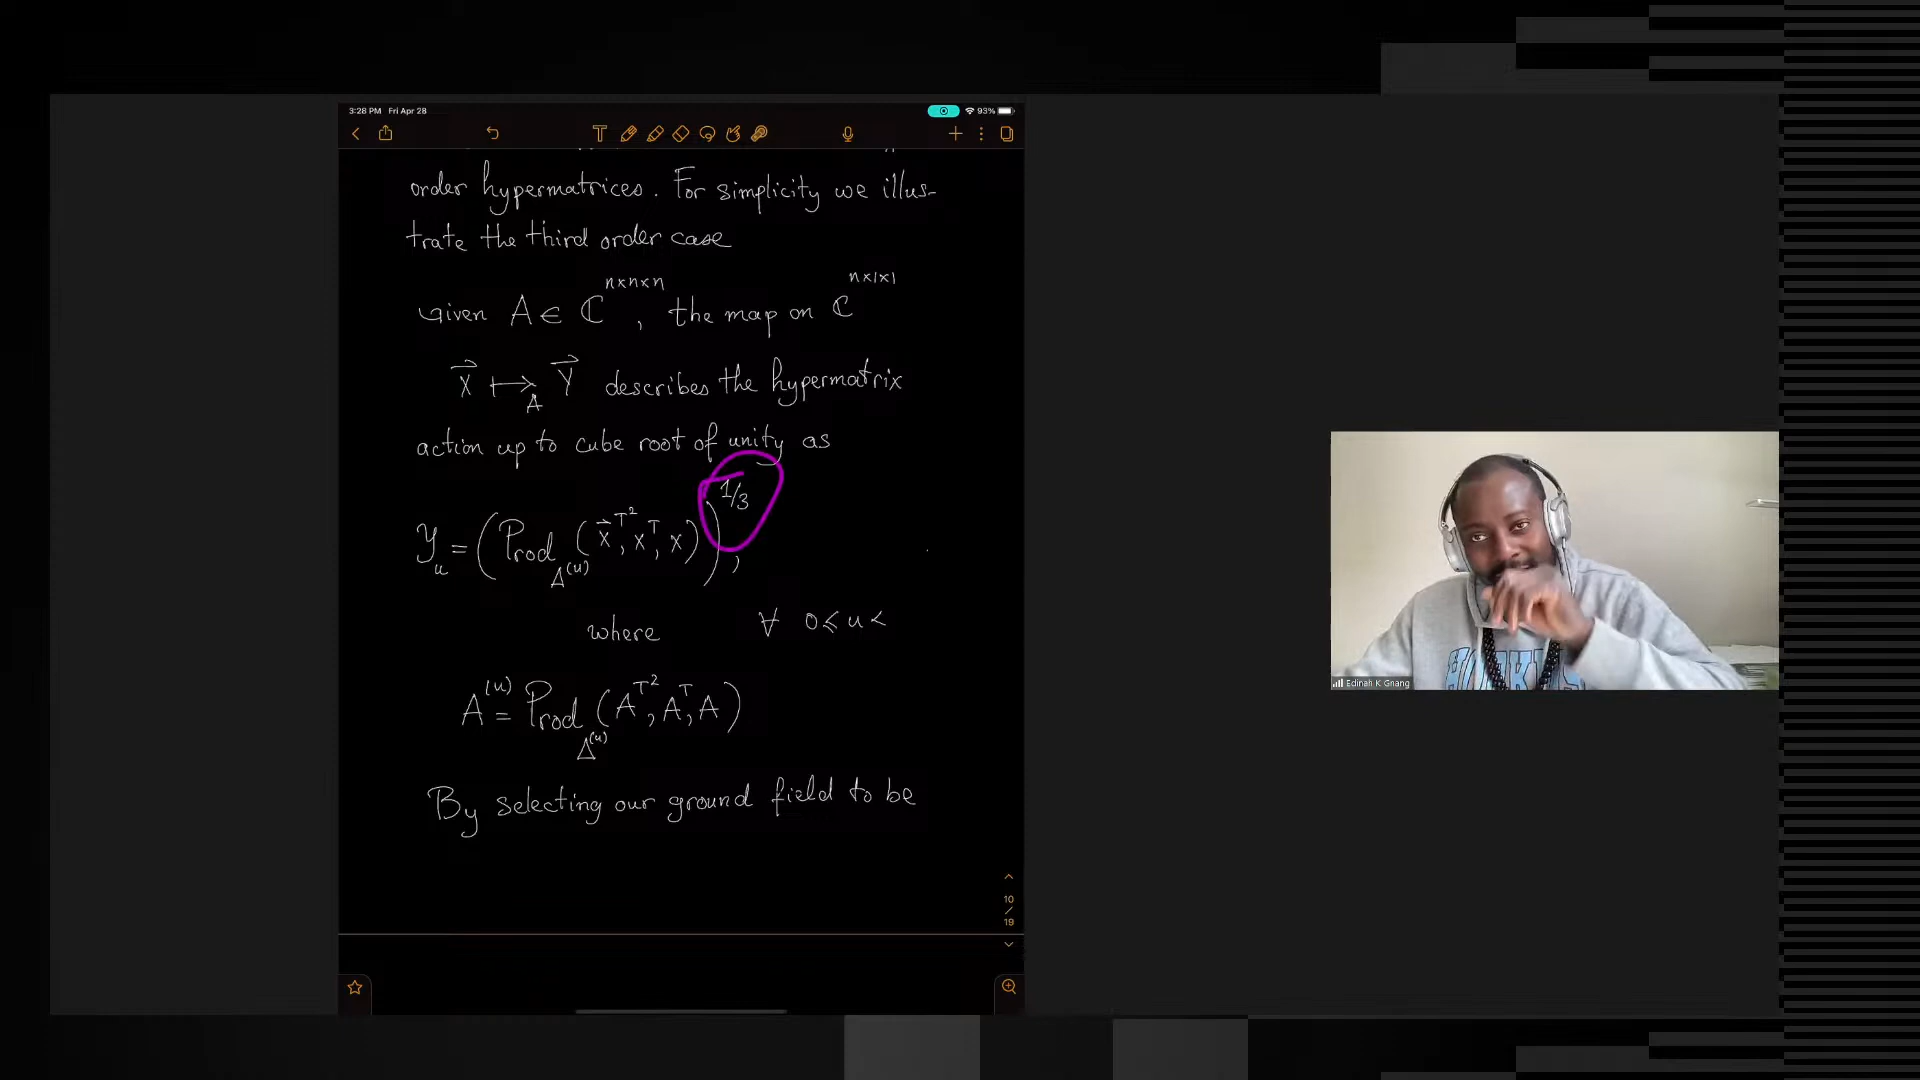 3:28 PM Fri Apr 28
93%
order hypermatrices. For simplicity we illus-
trate the third order case
Given A ∈ ℂ^{n×n×n}, the map on ℂ^{n×1×1}
x⃗ ↦_A Y⃗ describes the hypermatrix
action up to cube root of unity as
Y_u = (Prod_{Δ^{(u)}} (x⃗^{T²}, x^T, x))^{1/3},
where ∀ 0 ≤ u <
A^{(u)} = Prod_{Δ^{(u)}} (A^{T²}, A^T, A)
By selecting our ground field to be
10
/
19
Edinah K Gnang